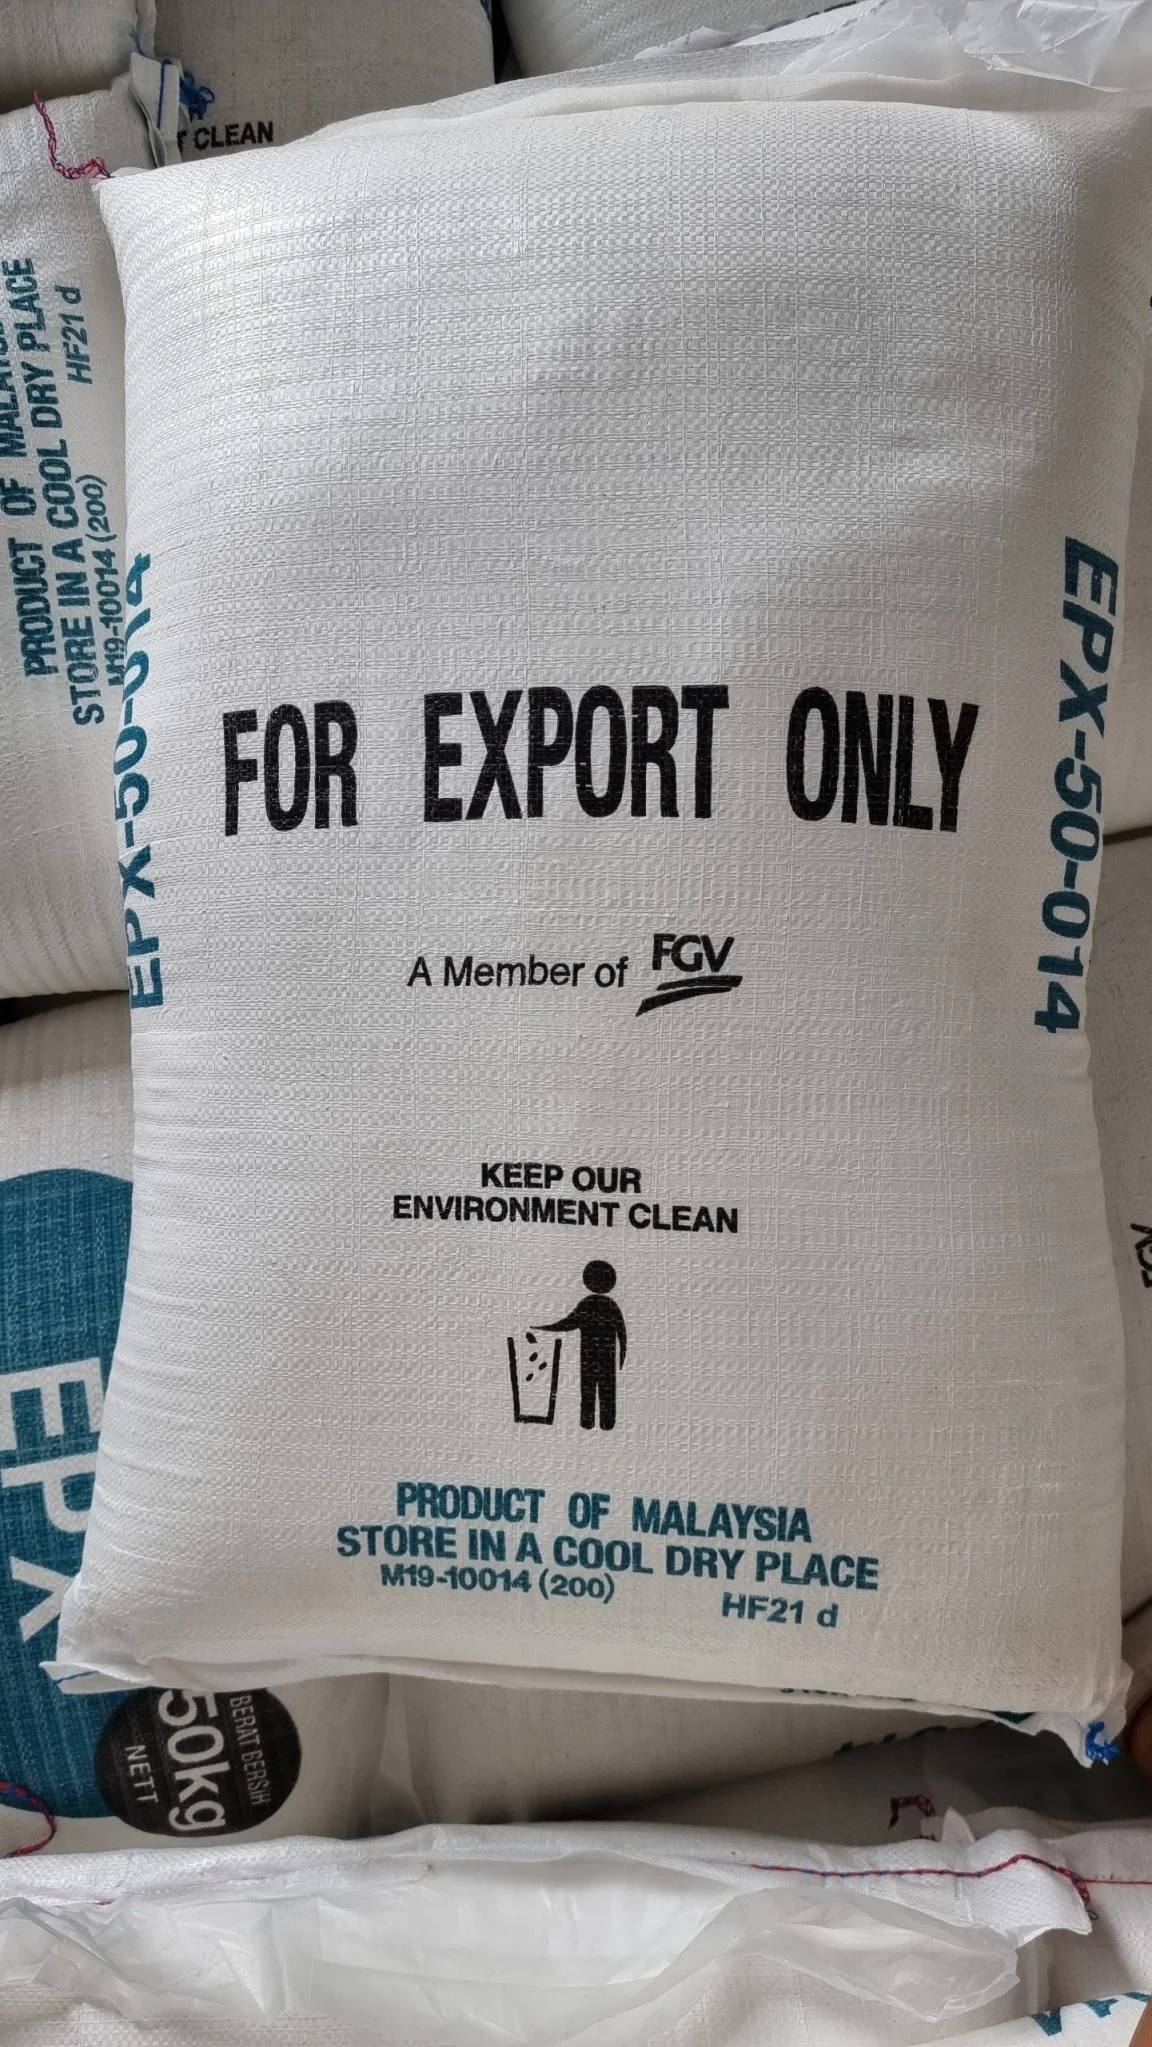 T CLEAN
PRODUCT OF MALAYSIA
STORE IN A COOL DRY PLACE
M19-10014 (200)
HF21 d
EPX-50-014
FOR EXPORT ONLY
EPX-50-014
A Member of FGV
KEEP OUR
ENVIRONMENT CLEAN
PRODUCT OF MALAYSIA
STORE IN A COOL DRY PLACE
M19-10014 (200)
HF21 d
EPX
BERAT BERSIH
50kg
NETT
FGV